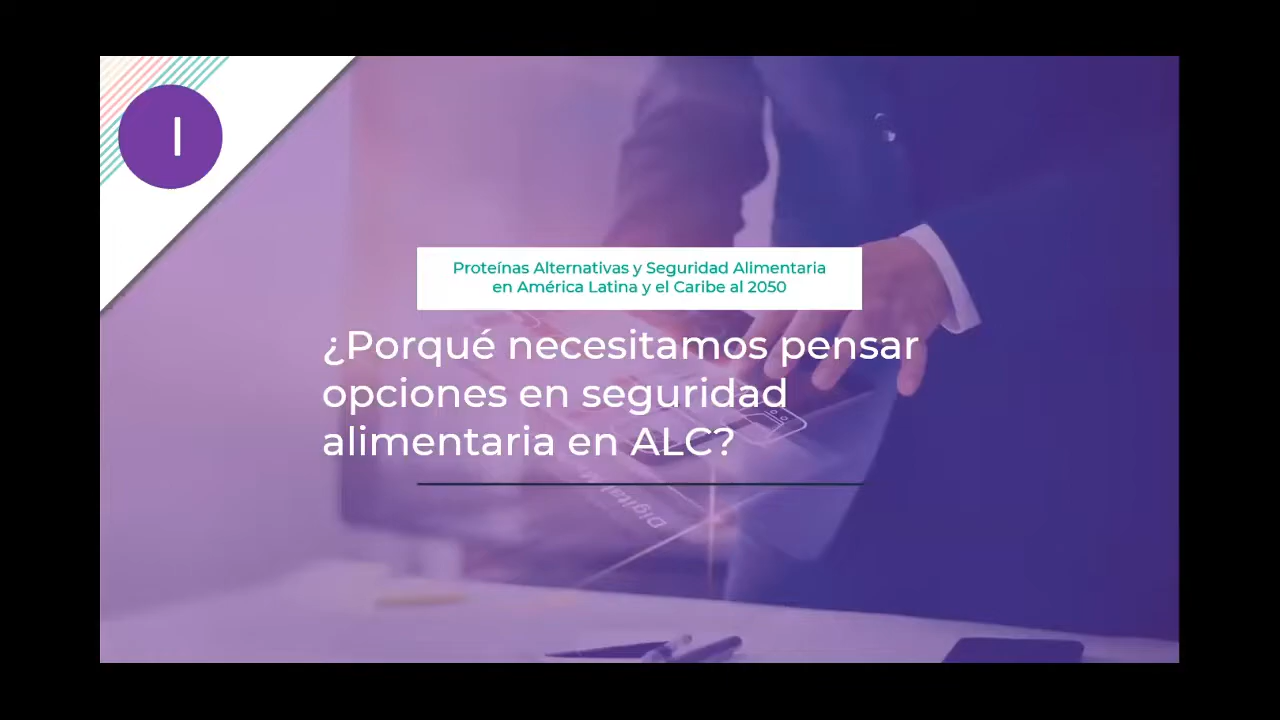 I
Proteínas Alternativas y Seguridad Alimentaria
en América Latina y el Caribe al 2050
¿Porqué necesitamos pensar
opciones en seguridad
alimentaria en ALC?
Digital